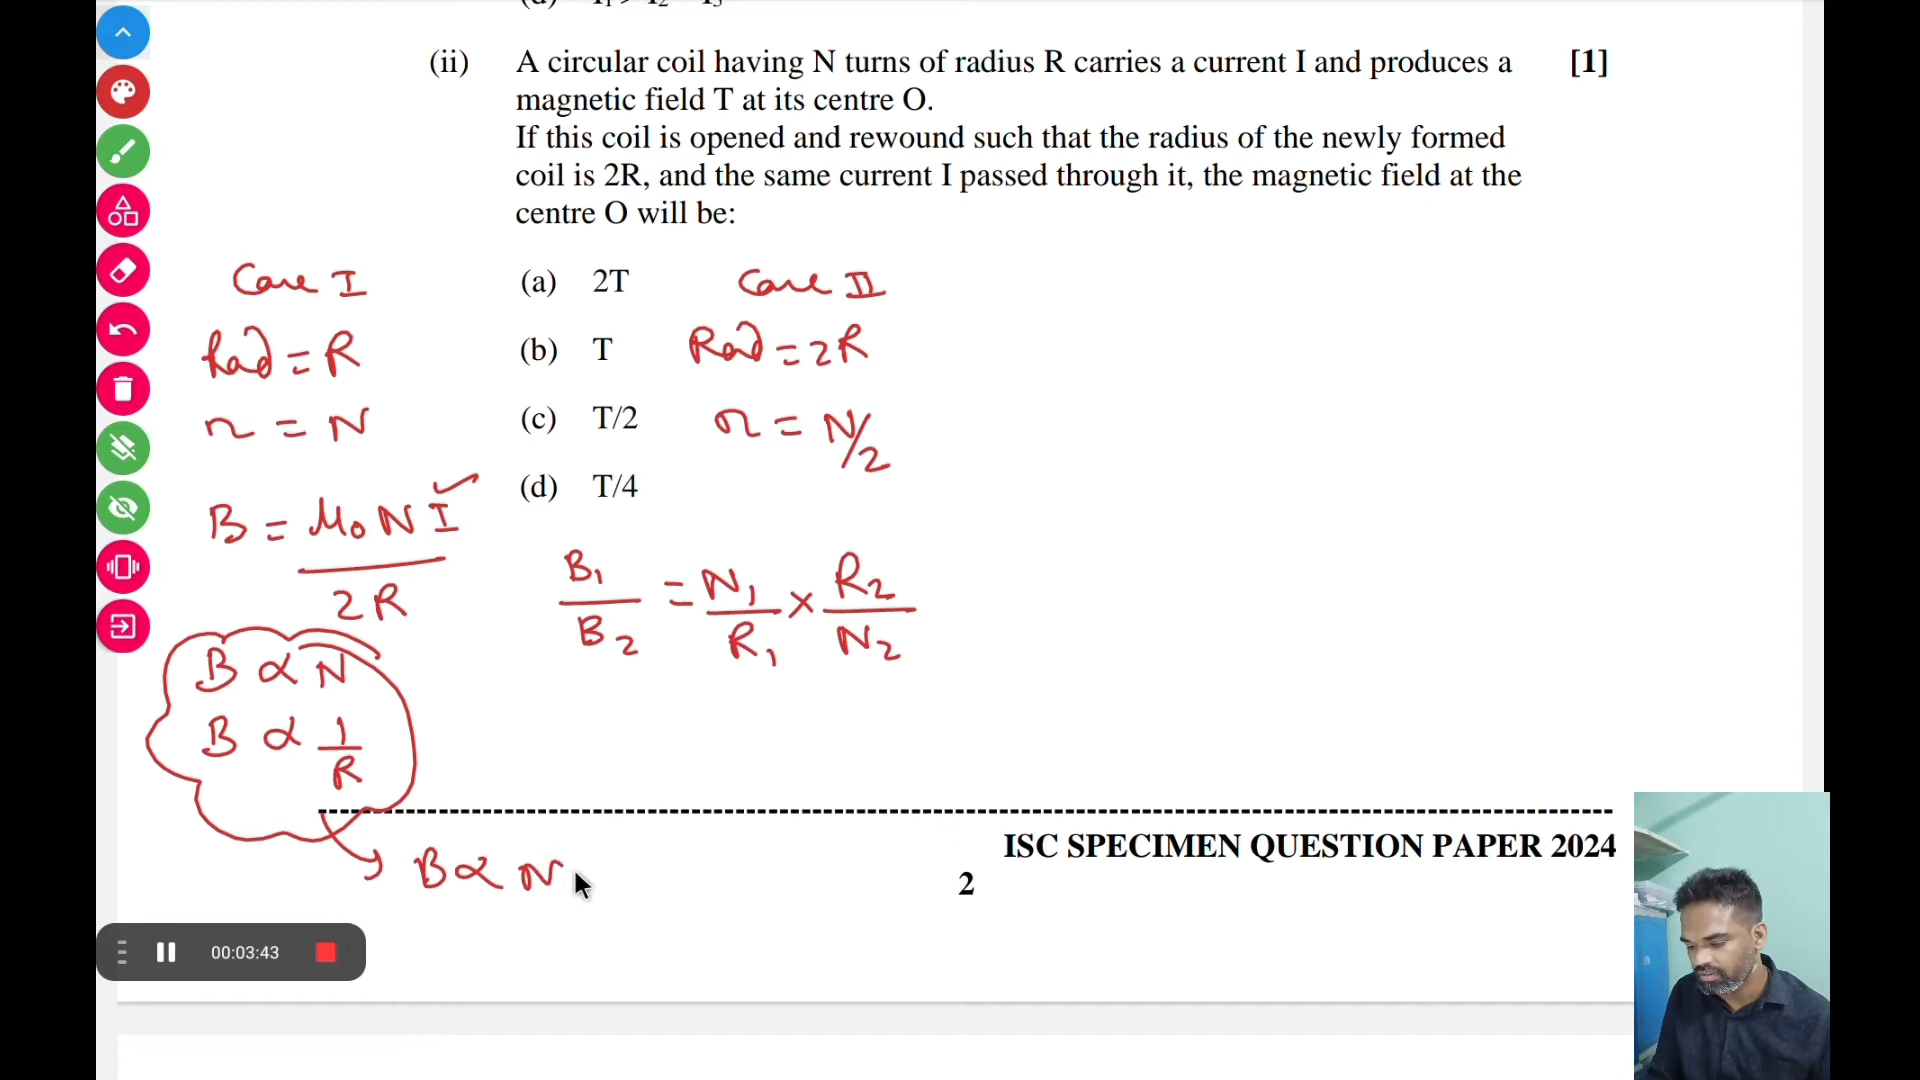 (ii) A circular coil having N turns of radius R carries a current I and produces a [1]
magnetic field T at its centre O.
If this coil is opened and rewound such that the radius of the newly formed
coil is 2R, and the same current I passed through it, the magnetic field at the
centre O will be:
Case I (a) 2T Case II
Rad = R (b) T Rad = 2R
n = N (c) T/2 n = N/2
(d) T/4
B = μ₀NI / 2R
B₁/B₂ = N₁/R₁ × R₂/N₂
B ∝ N
B ∝ 1/R
ISC SPECIMEN QUESTION PAPER 2024
B ∝ N
2
00:03:43